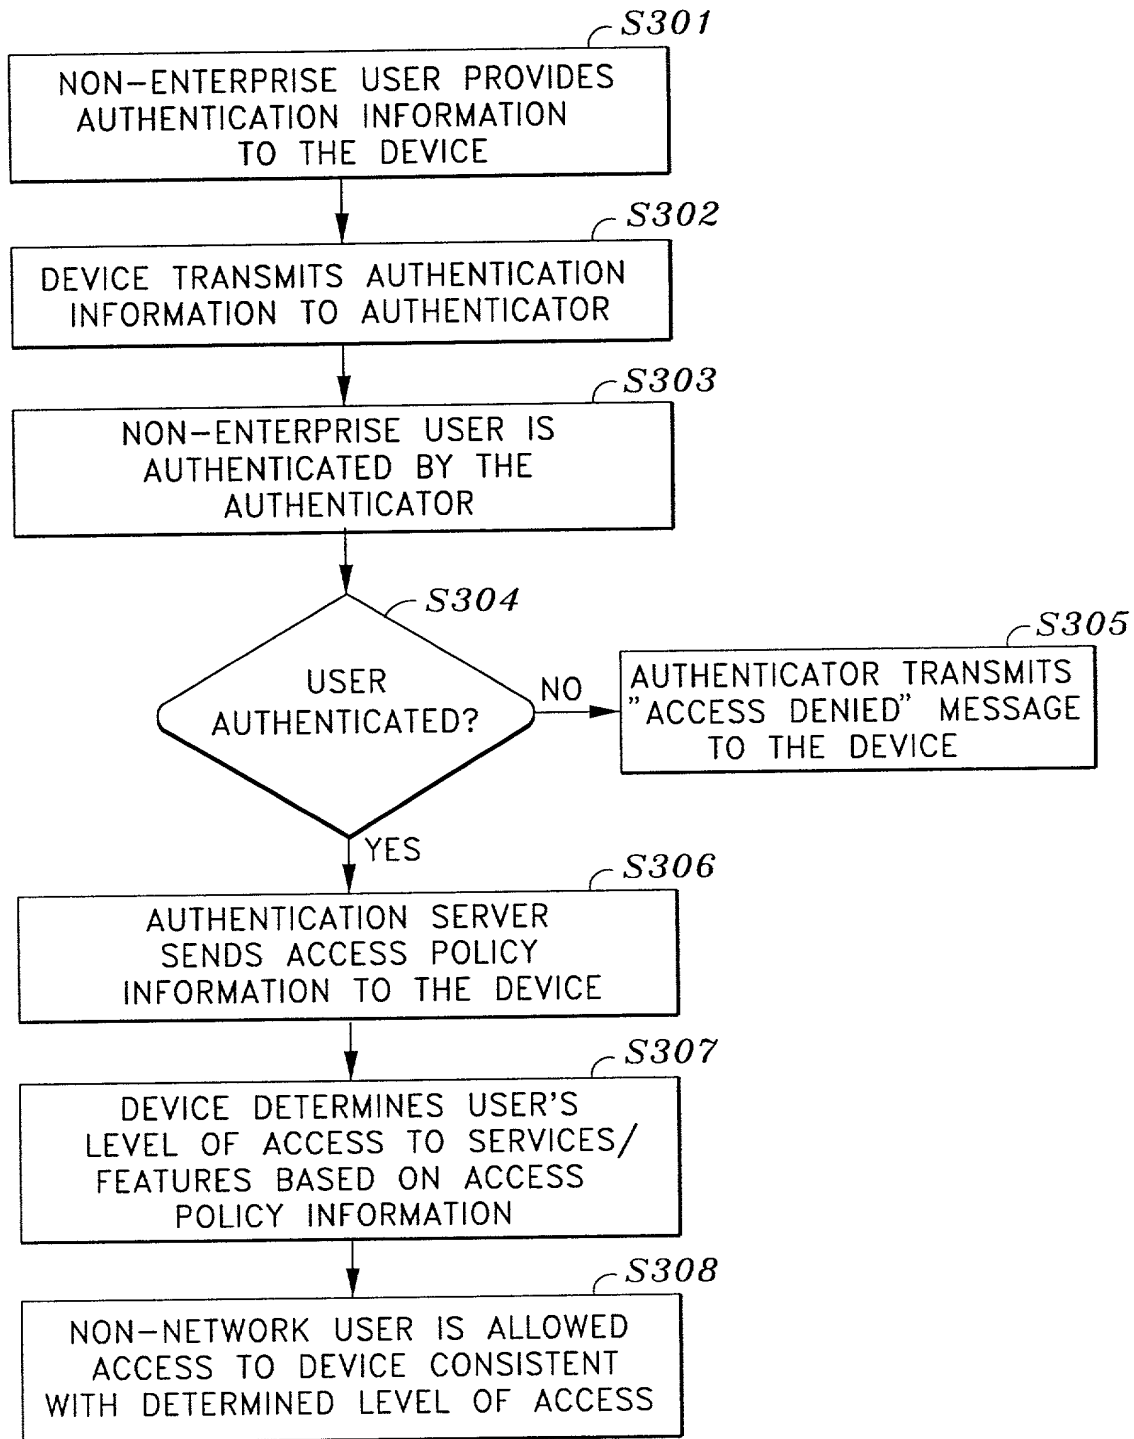 S301
NON-ENTERPRISE USER PROVIDES
AUTHENTICATION INFORMATION
TO THE DEVICE
S302
DEVICE TRANSMITS AUTHENTICATION
INFORMATION TO AUTHENTICATOR
S303
NON-ENTERPRISE USER IS
AUTHENTICATED BY THE
AUTHENTICATOR
S304
USER
AUTHENTICATED?
NO
S305
AUTHENTICATOR TRANSMITS
"ACCESS DENIED" MESSAGE
TO THE DEVICE
YES
S306
AUTHENTICATION SERVER
SENDS ACCESS POLICY
INFORMATION TO THE DEVICE
S307
DEVICE DETERMINES USER'S
LEVEL OF ACCESS TO SERVICES/
FEATURES BASED ON ACCESS
POLICY INFORMATION
S308
NON-NETWORK USER IS ALLOWED
ACCESS TO DEVICE CONSISTENT
WITH DETERMINED LEVEL OF ACCESS